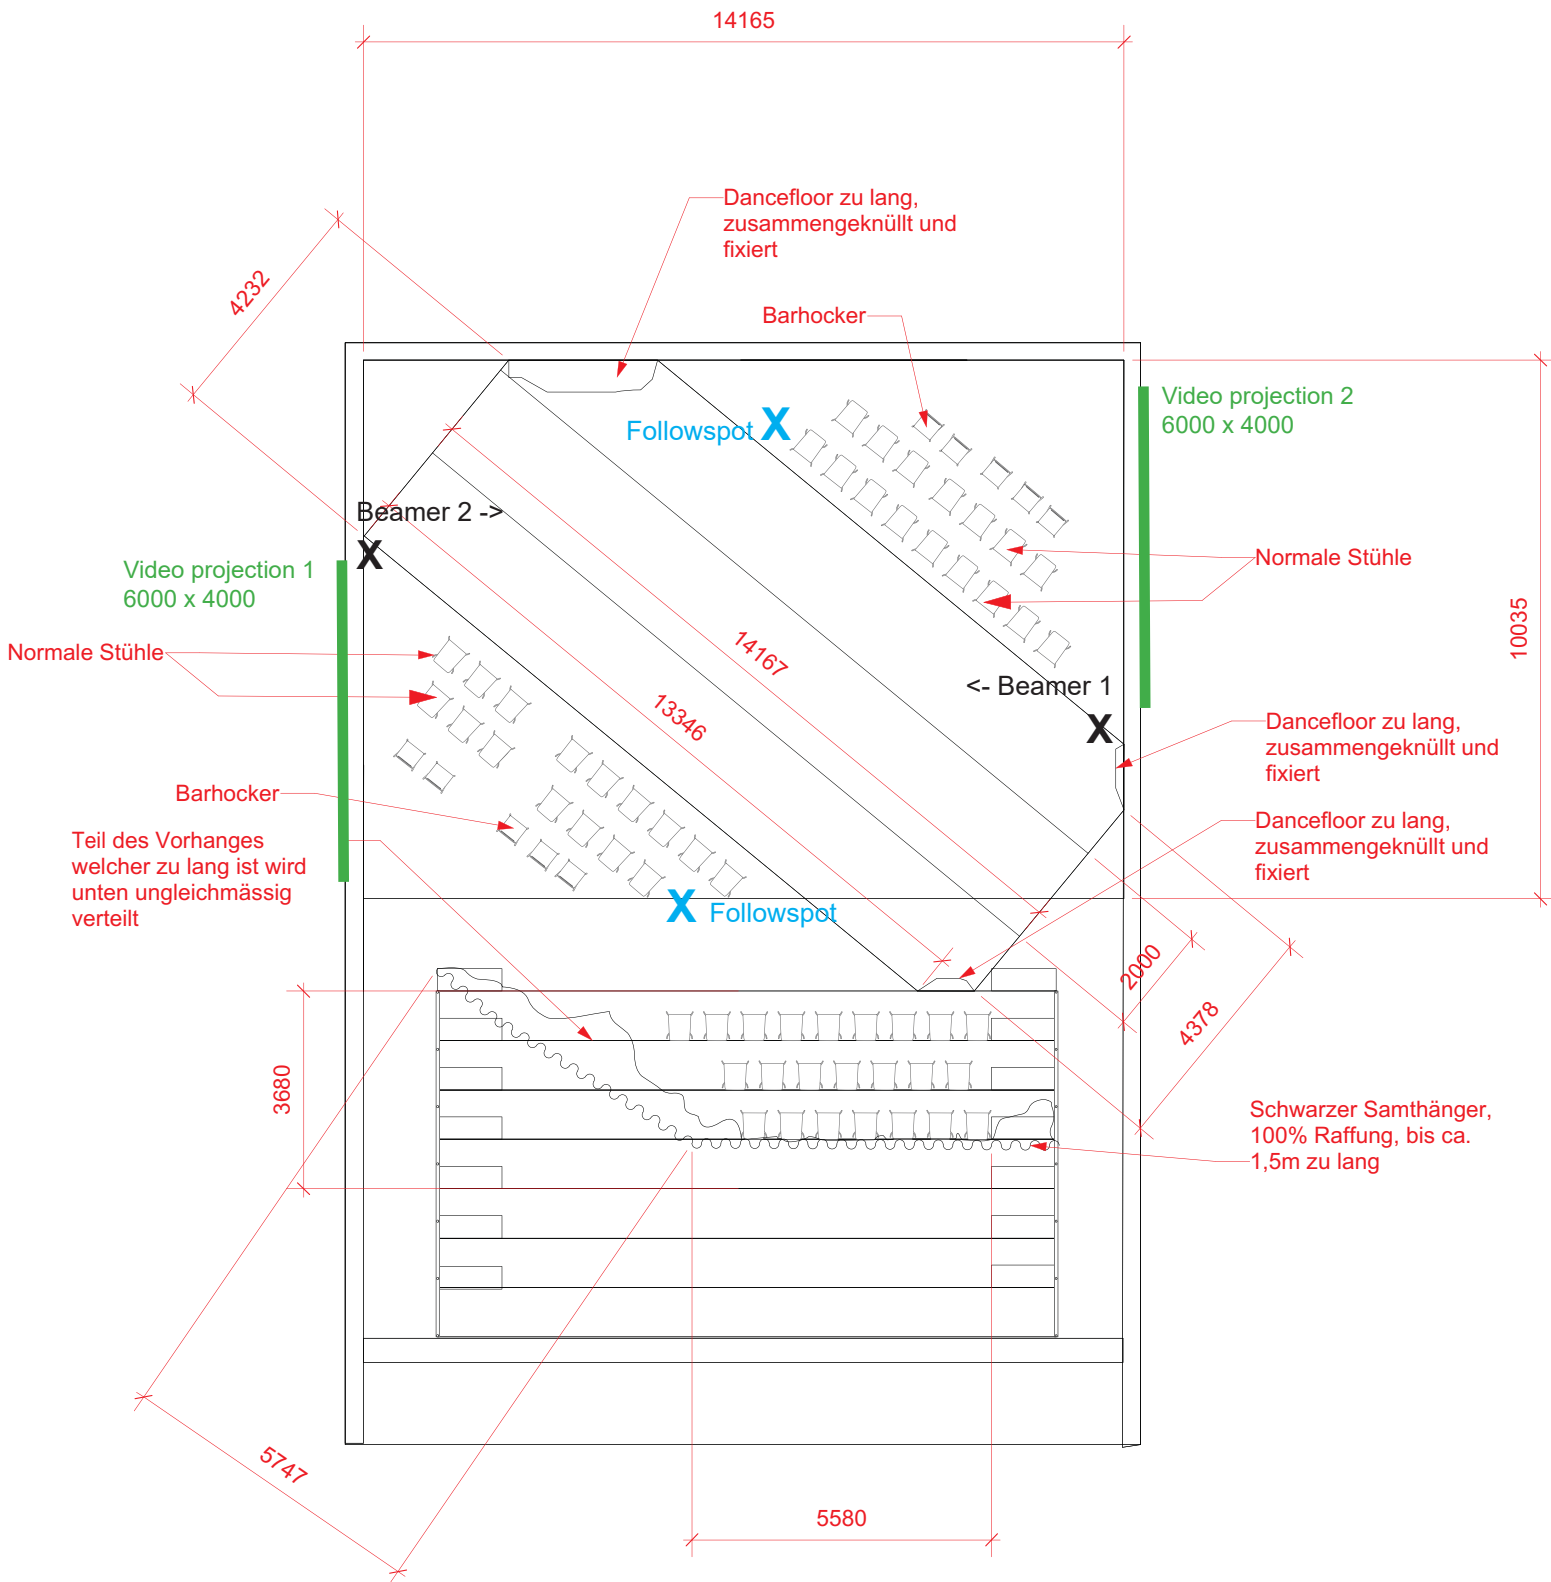 14165
Dancefloor zu lang,
zusammengeknüllt und
fixiert
4232
Barhocker
Video projection 2
6000 x 4000
Followspot X
Beamer 2 ->
X
Video projection 1
6000 x 4000
Normale Stühle
10035
Normale Stühle
14167
13346
<- Beamer 1
X
Dancefloor zu lang,
zusammengeknüllt und
fixiert
Barhocker
Dancefloor zu lang,
zusammengeknüllt und
fixiert
Teil des Vorhanges
welcher zu lang ist wird
unten ungleichmässig
verteilt
X Followspot
2000
4378
3680
Schwarzer Samthänger,
100% Raffung, bis ca.
1,5m zu lang
5747
5580